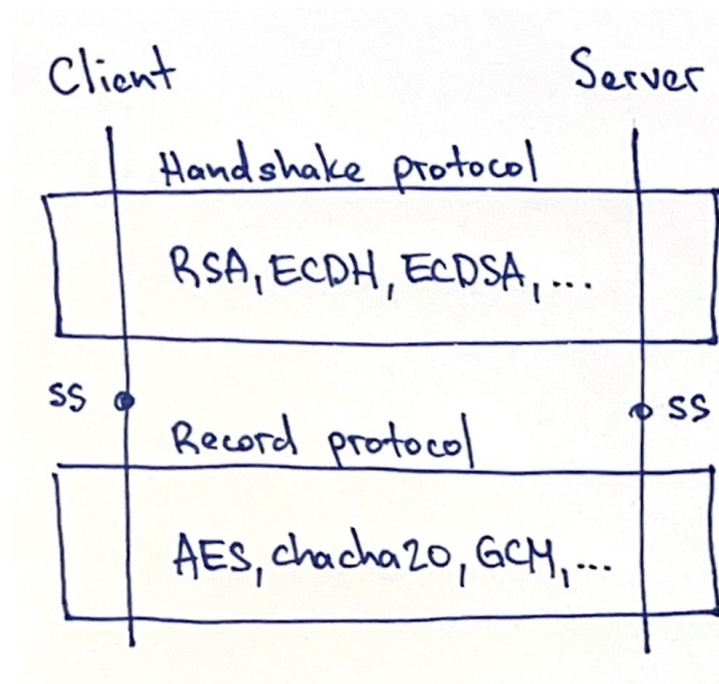 Client Server
Handshake protocol
RSA, ECDH, ECDSA, ...
ss ss
Record protocol
AES, chacha20, GCM, ...